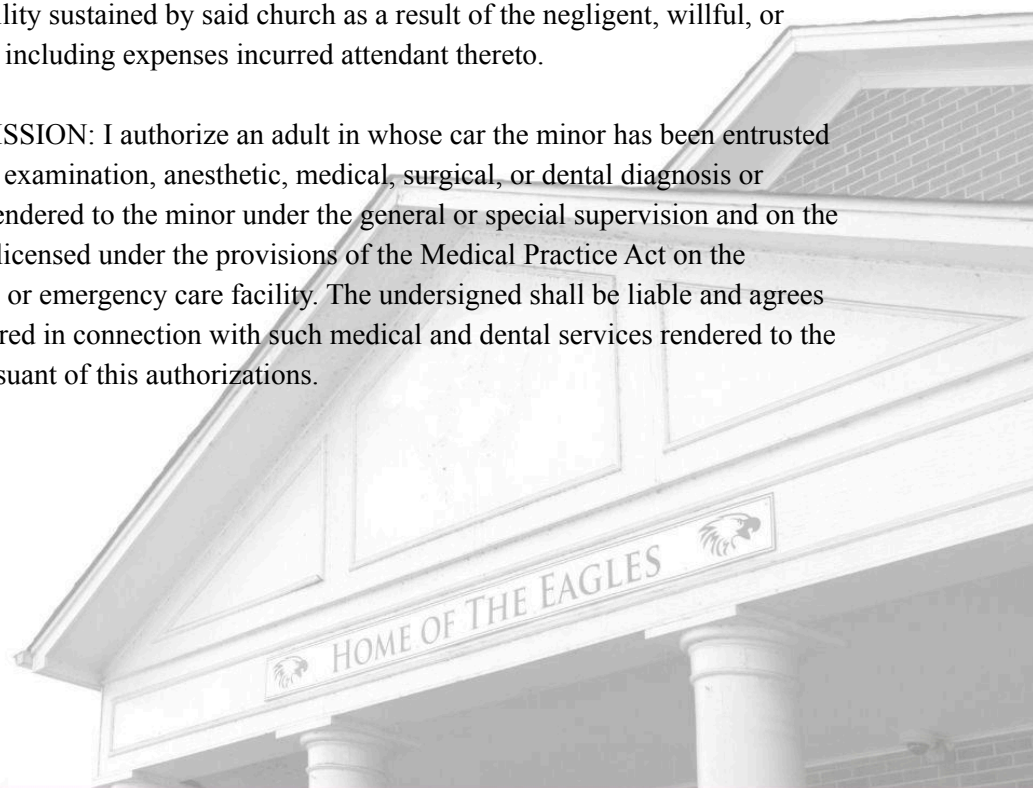 lity sustained by said church as a result of the negligent, willful, or
including expenses incurred attendant thereto.
ISSION: I authorize an adult in whose car the minor has been entrusted
examination, anesthetic, medical, surgical, or dental diagnosis or
endered to the minor under the general or special supervision and on the
licensed under the provisions of the Medical Practice Act on the
or emergency care facility. The undersigned shall be liable and agrees
red in connection with such medical and dental services rendered to the
suant of this authorizations.
HOME OF THE EAGLES